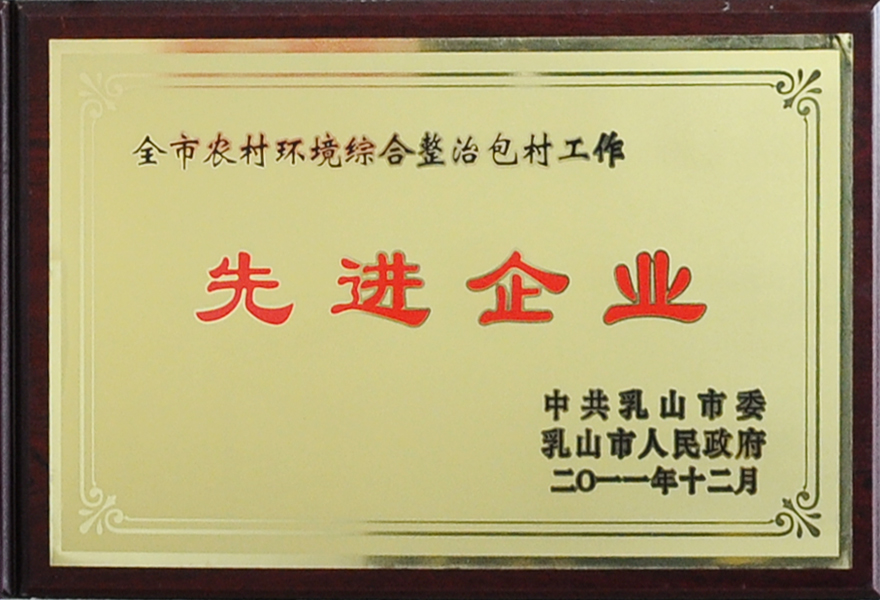 全市农村环境综合整治包村工作
先进企业
中共乳山市委
乳山市人民政府
二〇一一年十二月